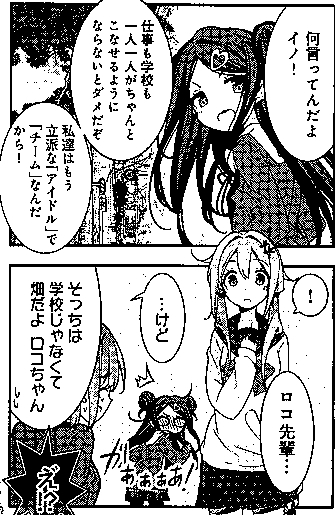 何言ってんだよ
イノ！
仕事も学校も
一人一人がちゃんと
こなせるように
ならないとダメだぞ
私達はもう
立派な「アイドル」で
「チーム」なんだ
から！
！
ロコ先輩…
…けど
そっちは
学校じゃなくて
畑だよ ロコちゃん
ガぁぁぁぁ！
え!?